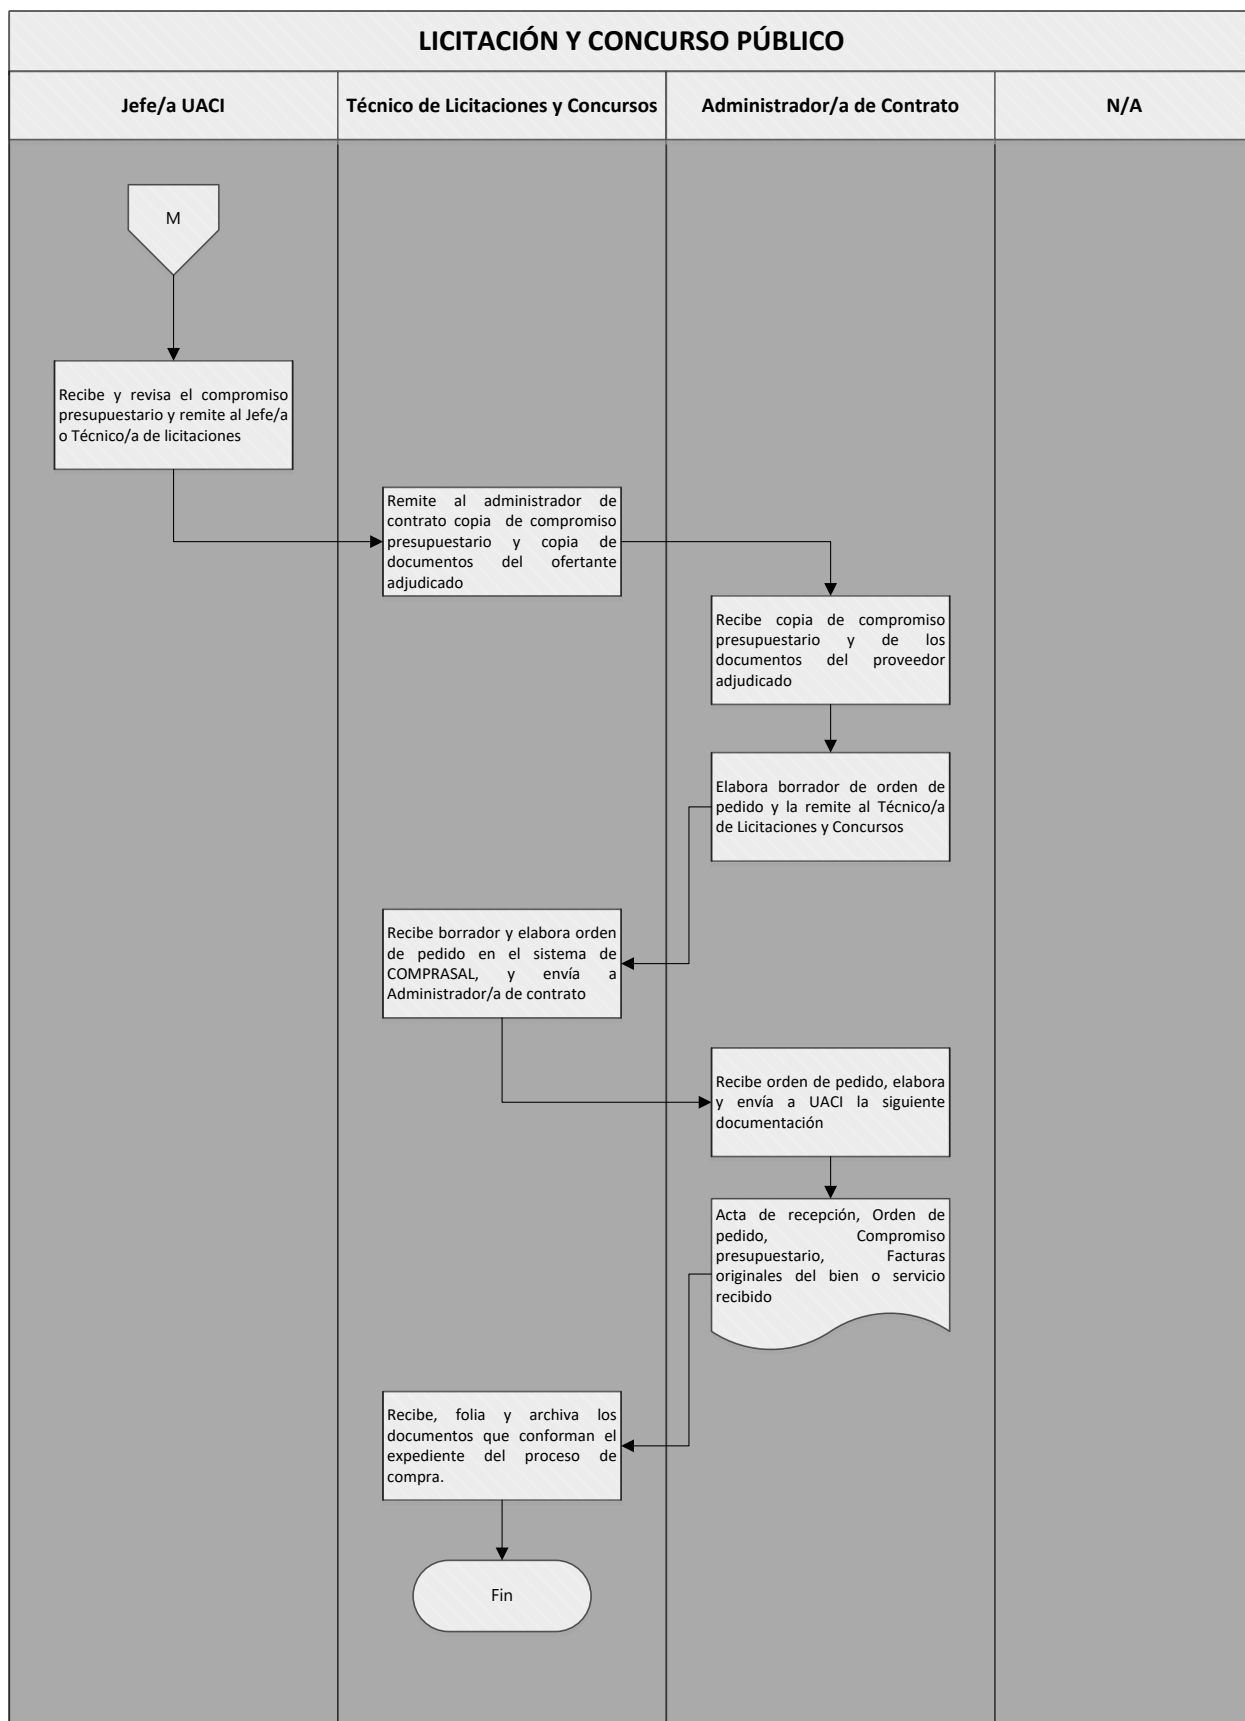 LICITACIÓN Y CONCURSO PÚBLICO
Jefe/a UACI
Técnico de Licitaciones y Concursos
Administrador/a de Contrato
N/A
M
Recibe y revisa el compromiso
presupuestario y remite al Jefe/a
o Técnico/a de licitaciones
Remite al administrador de
contrato copia de compromiso
presupuestario y copia de
documentos del ofertante
adjudicado
Recibe copia de compromiso
presupuestario y de los
documentos del proveedor
adjudicado
Elabora borrador de orden de
pedido y la remite al Técnico/a
de Licitaciones y Concursos
Recibe borrador y elabora orden
de pedido en el sistema de
COMPRASAL, y envía a
Administrador/a de contrato
Recibe orden de pedido, elabora
y envía a UACI la siguiente
documentación
Acta de recepción, Orden de
pedido, Compromiso
presupuestario, Facturas
originales del bien o servicio
recibido
Recibe, folia y archiva los
documentos que conforman el
expediente del proceso de
compra.
Fin